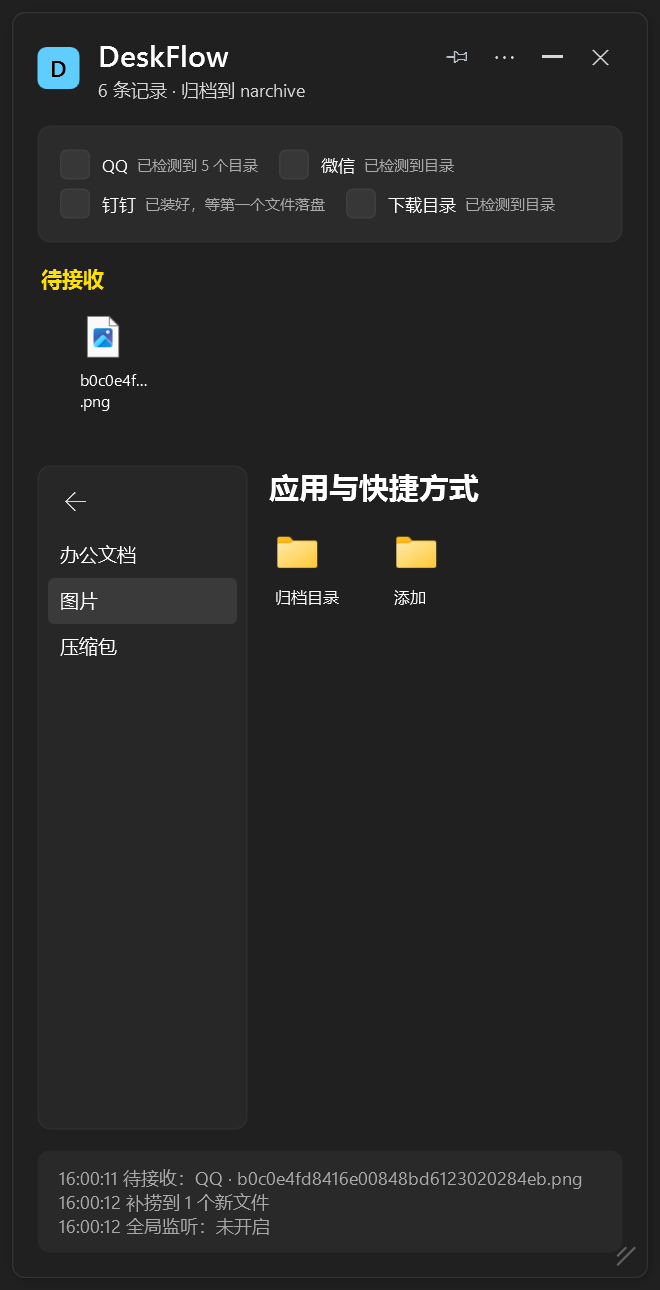 D
DeskFlow
6 条记录 · 归档到 narchive
QQ 已检测到 5 个目录 微信 已检测到目录
钉钉 已装好，等第一个文件落盘 下载目录 已检测到目录
待接收
b0c0e4f...
.png
应用与快捷方式
办公文档
图片
压缩包
归档目录 添加
16:00:11 待接收：QQ · b0c0e4fd8416e00848bd6123020284eb.png
16:00:12 补捞到 1 个新文件
16:00:12 全局监听：未开启